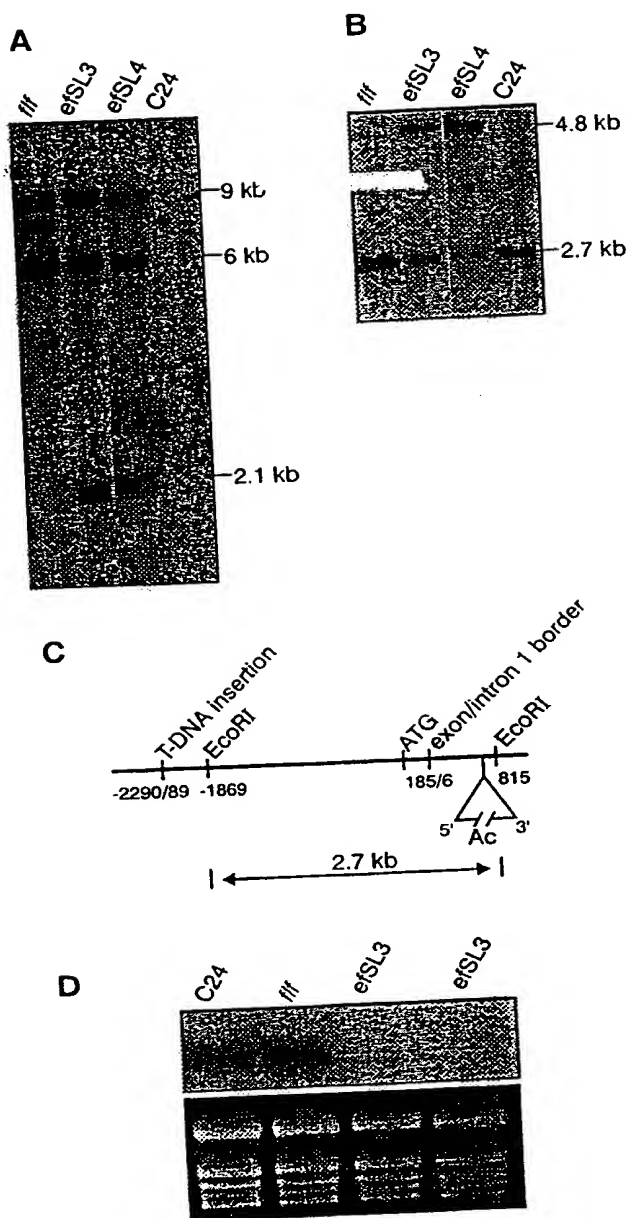 A
flf efSL3 efSL4 C24
9 kb
6 kb
2.1 kb
B
flf efSL3 efSL4 C24
4.8 kb
2.7 kb
C
T-DNA insertion
EcoRI
ATG
exon/intron 1 border
EcoRI
-2290/89
-1869
185/6
815
5' Ac 3'
2.7 kb
D
C24 flf efSL3 efSL3